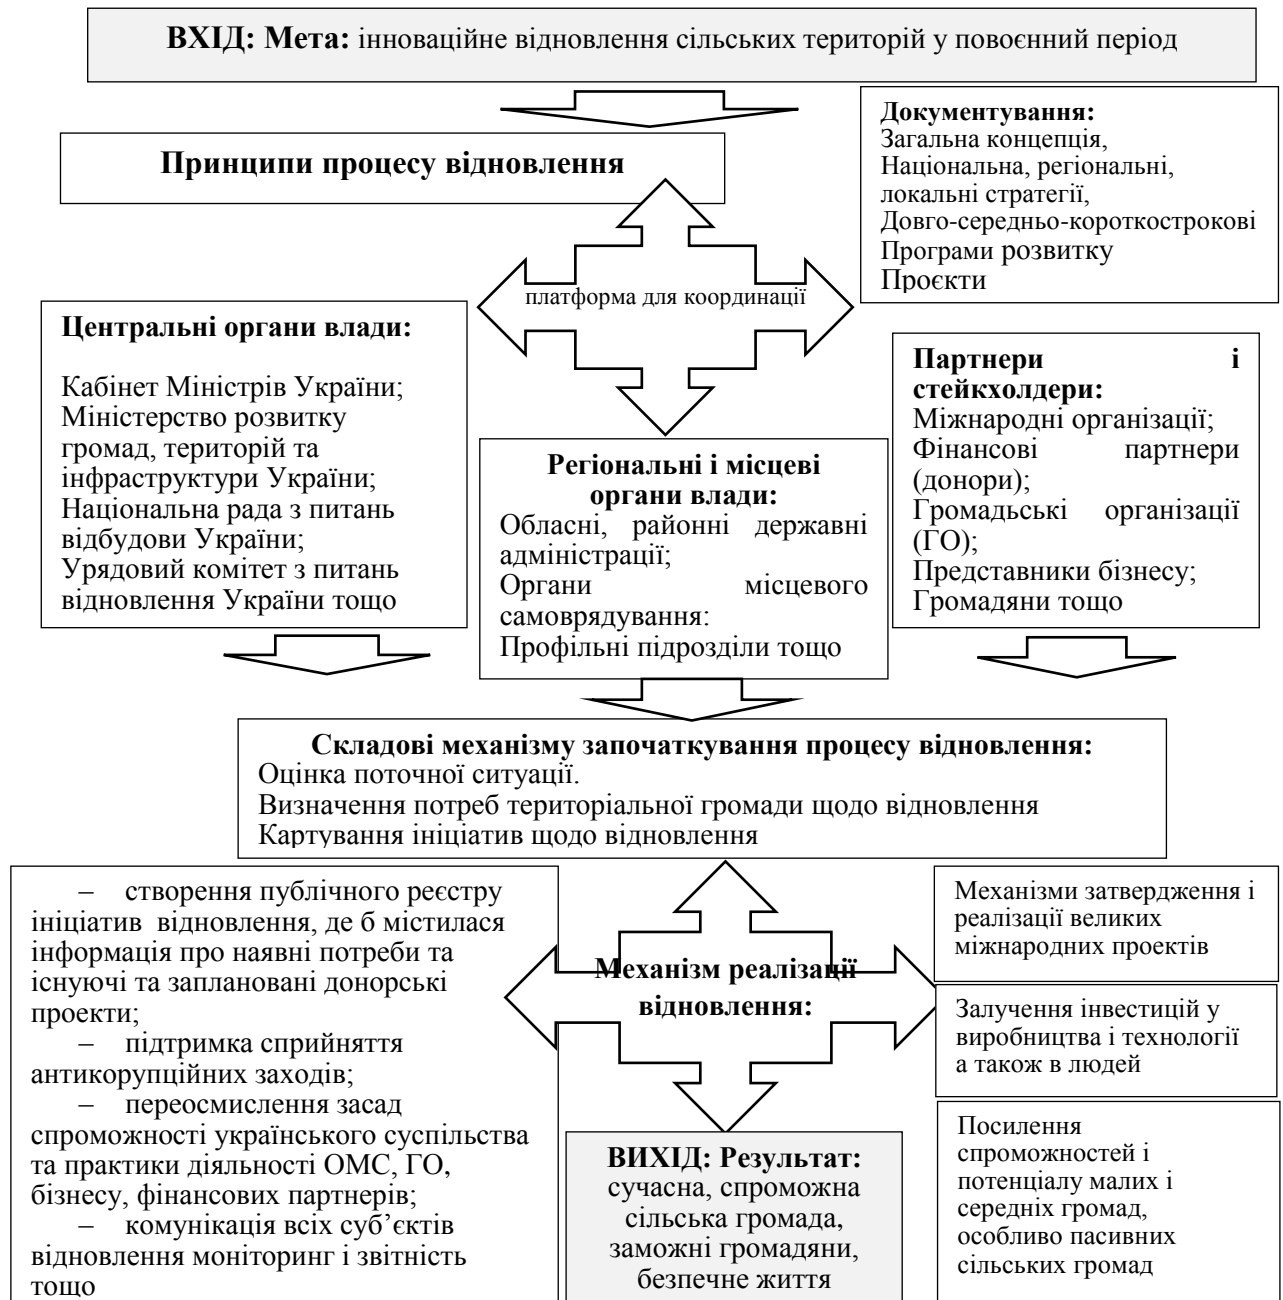 ВХІД: Мета: інноваційне відновлення сільських територій у повоєнний період
Принципи процесу відновлення
Документування:
Загальна концепція,
Національна, регіональні,
локальні стратегії,
Довго-середньо-короткострокові
Програми розвитку
Проєкти
платформа для координації
Центральні органи влади:
Кабінет Міністрів України;
Міністерство розвитку
громад, територій та
інфраструктури України;
Національна рада з питань
відбудови України;
Урядовий комітет з питань
відновлення України тощо
Регіональні і місцеві
органи влади:
Обласні, районні державні
адміністрації;
Органи місцевого
самоврядування:
Профільні підрозділи тощо
Партнери і
стейкхолдери:
Міжнародні організації;
Фінансові партнери
(донори);
Громадьські організації
(ГО);
Представники бізнесу;
Громадяни тощо
Складові механізму започаткування процесу відновлення:
Оцінка поточної ситуації.
Визначення потреб територіальної громади щодо відновлення
Картування ініціатив щодо відновлення
– створення публічного реєстру
ініціатив відновлення, де б містилася
інформація про наявні потреби та
існуючі та заплановані донорські
проекти;
– підтримка сприйняття
антикорупційних заходів;
– переосмислення засад
спроможності українського суспільства
та практики діяльності ОМС, ГО,
бізнесу, фінансових партнерів;
– комунікація всіх суб’єктів
відновлення моніторинг і звітність
тощо
Механізм реалізації
відновлення:
Механізми затвердження і
реалізації великих
міжнародних проектів
Залучення інвестицій у
виробництва і технології
а також в людей
Посилення
спроможностей і
потенціалу малих і
середніх громад,
особливо пасивних
сільських громад
ВИХІД: Результат:
сучасна, спроможна
сільська громада,
заможні громадяни,
безпечне життя